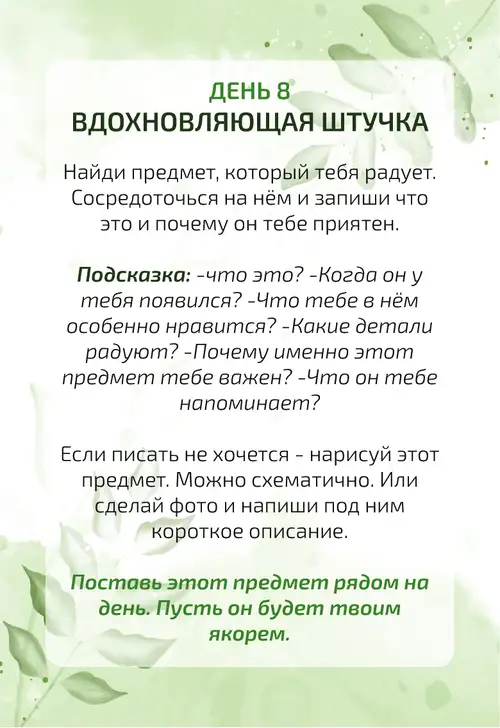 ДЕНЬ 8
ВДОХНОВЛЯЮЩАЯ ШТУЧКА
Найди предмет, который тебя радует.
Сосредоточься на нём и запиши что
это и почему он тебе приятен.
Подсказка: -что это? -Когда он у
тебя появился? -Что тебе в нём
особенно нравится? -Какие детали
радуют? -Почему именно этот
предмет тебе важен? -Что он тебе
напоминает?
Если писать не хочется - нарисуй этот
предмет. Можно схематично. Или
сделай фото и напиши под ним
короткое описание.
Поставь этот предмет рядом на
день. Пусть он будет твоим
якорем.